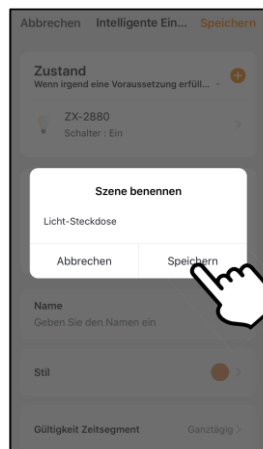 Abbrechen Intelligente Ein... Speichern
Zustand
Wenn irgend eine Voraussetzung erfüll...
ZX-2880
Schalter : Ein
Szene benennen
Licht-Steckdose
Abbrechen Speichern
Name
Geben Sie den Namen ein
Stil
Gültigkeit Zeitsegment Ganztägig